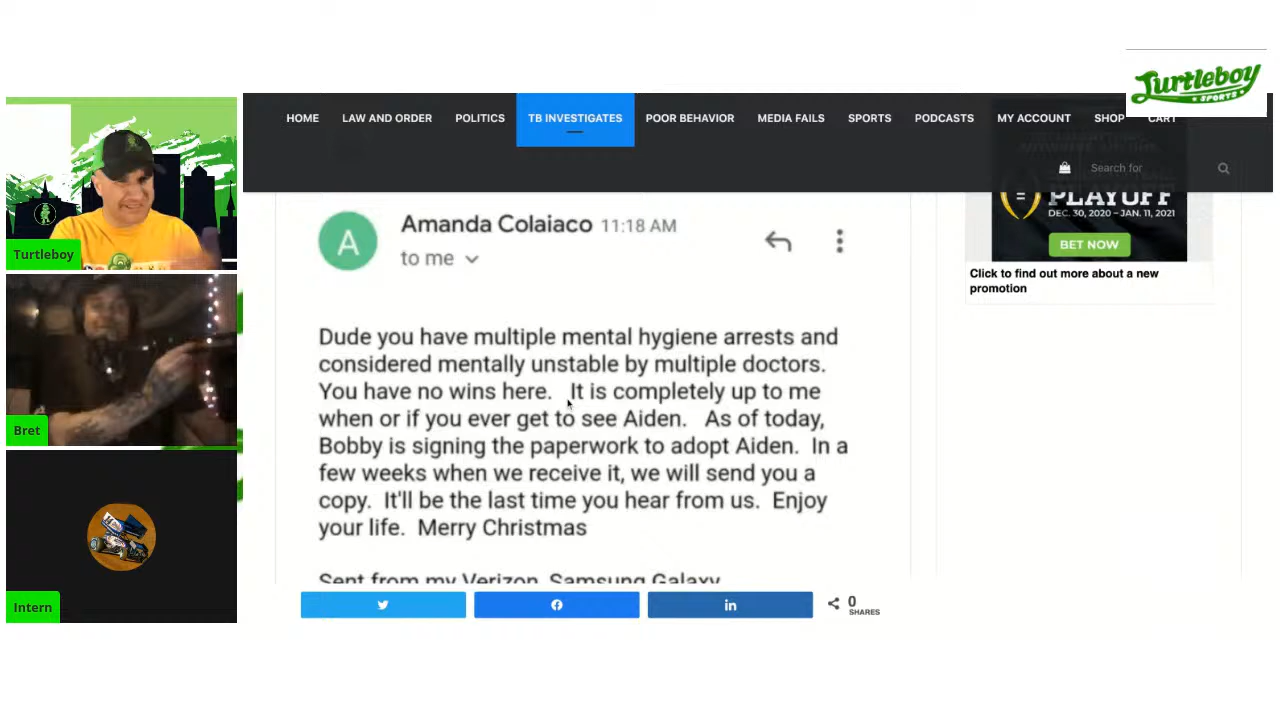 Turtleboy
SPORTS
HOME LAW AND ORDER POLITICS TB INVESTIGATES POOR BEHAVIOR MEDIA FAILS SPORTS PODCASTS MY ACCOUNT SHOP CART
Search for
PLAYOFF
DEC. 30, 2020 – JAN. 11, 2021
BET NOW
Click to find out more about a new
promotion
A
Amanda Colaiaco 11:18 AM
to me
Dude you have multiple mental hygiene arrests and
considered mentally unstable by multiple doctors.
You have no wins here. It is completely up to me
when or if you ever get to see Aiden. As of today,
Bobby is signing the paperwork to adopt Aiden. In a
few weeks when we receive it, we will send you a
copy. It'll be the last time you hear from us. Enjoy
your life. Merry Christmas
Sent from my Verizon, Samsung Galaxy
in
0
SHARES
Turtleboy
Bret
Intern